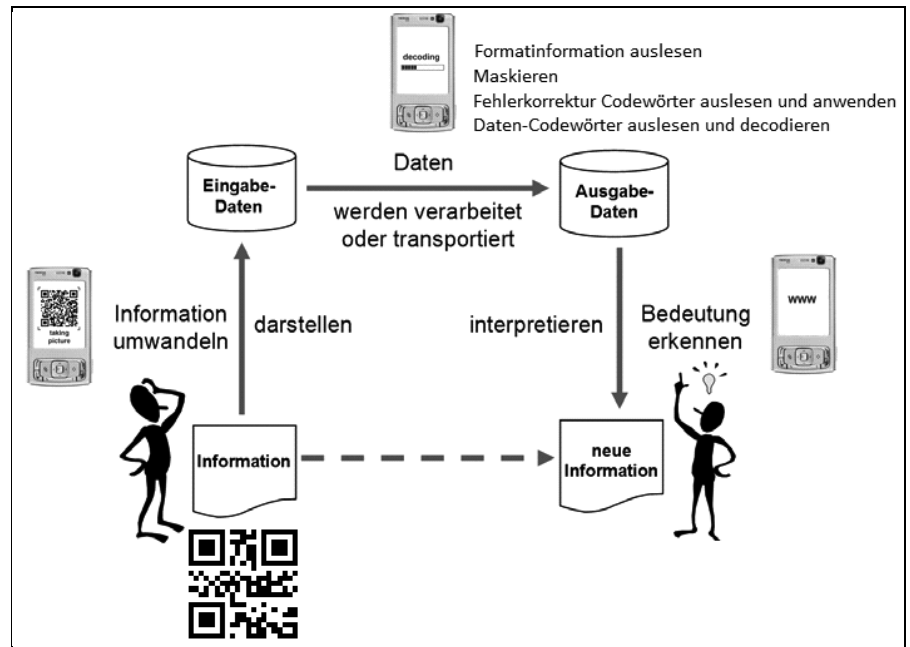 decoding
Formatinformation auslesen
Maskieren
Fehlerkorrektur Codewörter auslesen und anwenden
Daten-Codewörter auslesen und decodieren
Eingabe-
Daten
Daten
werden verarbeitet
oder transportiert
Ausgabe-
Daten
taking
picture
Information
umwandeln
darstellen
interpretieren
Bedeutung
erkennen
www
Information
neue
Information